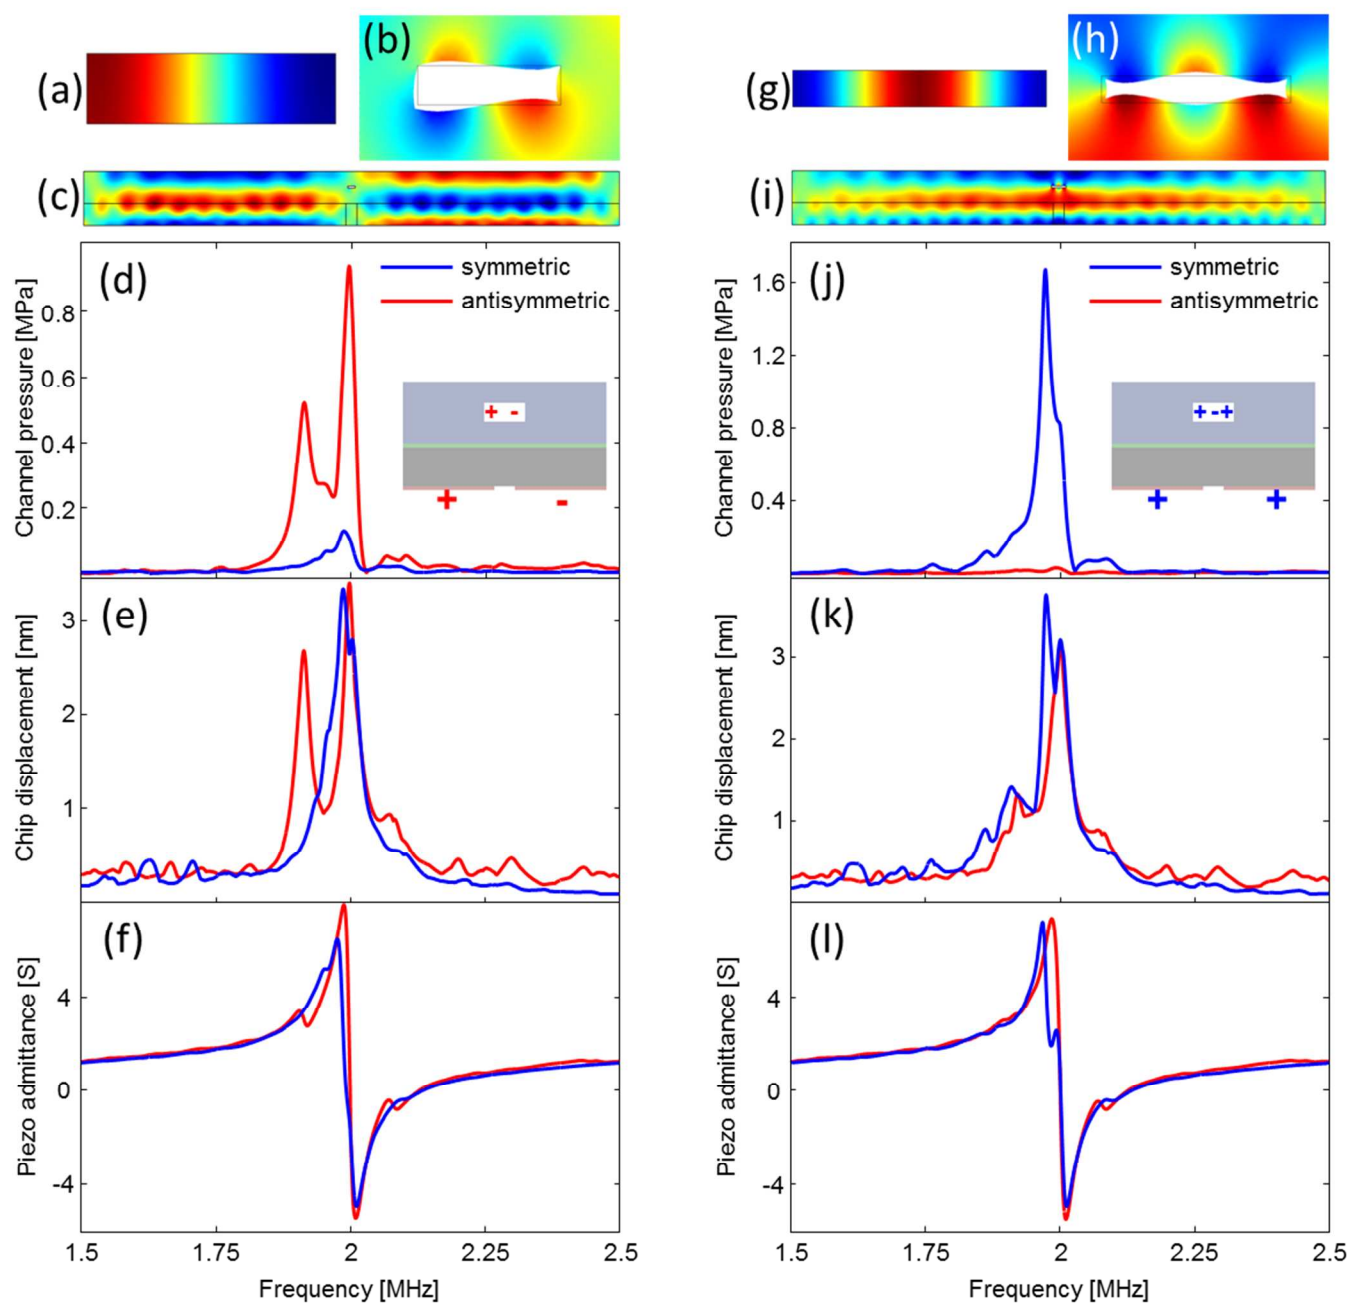 (a)
(b)
(c)
(d)
symmetric
antisymmetric
Channel pressure [MPa]
0.8
0.6
0.4
0.2
+ -
+ -
(e)
Chip displacement [nm]
3
2
1
(f)
Piezo admittance [S]
4
0
-4
1.5 1.75 2 2.25 2.5
Frequency [MHz]
(g)
(h)
(i)
(j)
symmetric
antisymmetric
Channel pressure [MPa]
1.6
1.2
0.8
0.4
+-+
+ +
(k)
Chip displacement [nm]
3
2
1
(l)
Piezo admittance [S]
4
0
-4
1.5 1.75 2 2.25 2.5
Frequency [MHz]